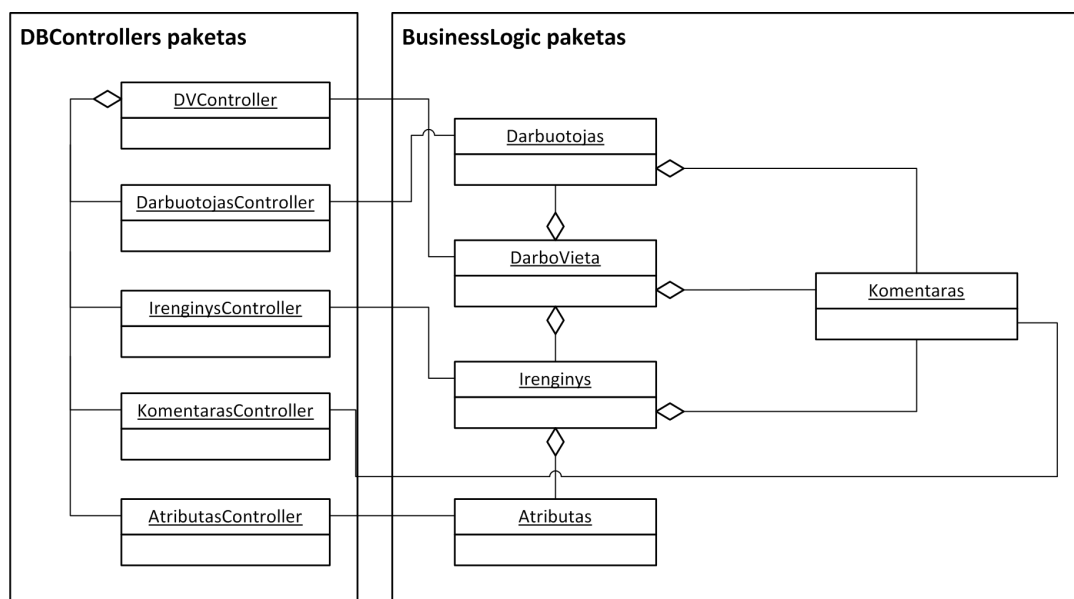 DBControllers paketas
DVController
DarbuotojasController
IrenginysController
KomentarasController
AtributasController
BusinessLogic paketas
Darbuotojas
DarboVieta
Irenginys
Atributas
Komentaras